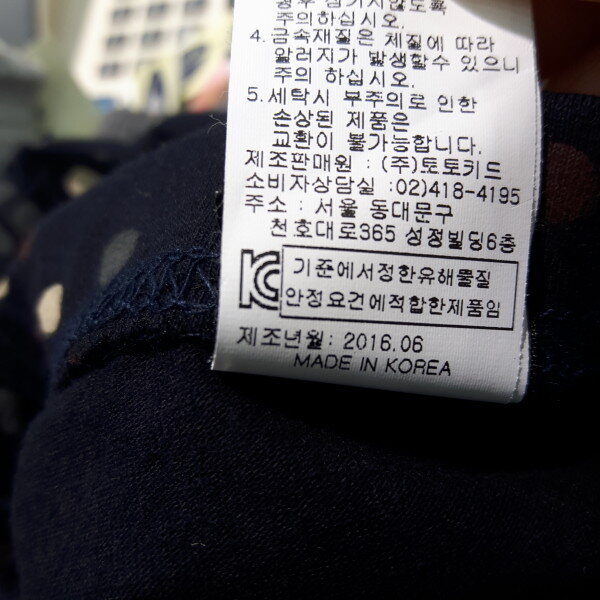 주의하십시오.
4. 금속재질은 체질에 따라
알러지가 발생할수 있으니
주의 하십시오.
5. 세탁시 부주의로 인한
손상된 제품은
교환이 불가능합니다.
제조판매원 : (주)토토키드
소비자상담실 :02)418-4195
주소 : 서울 동대문구
천호대로365 성정빌딩6층
KC 기준에서정한유해물질
안정요건에적합한제품임
제조년월: 2016.06
MADE IN KOREA